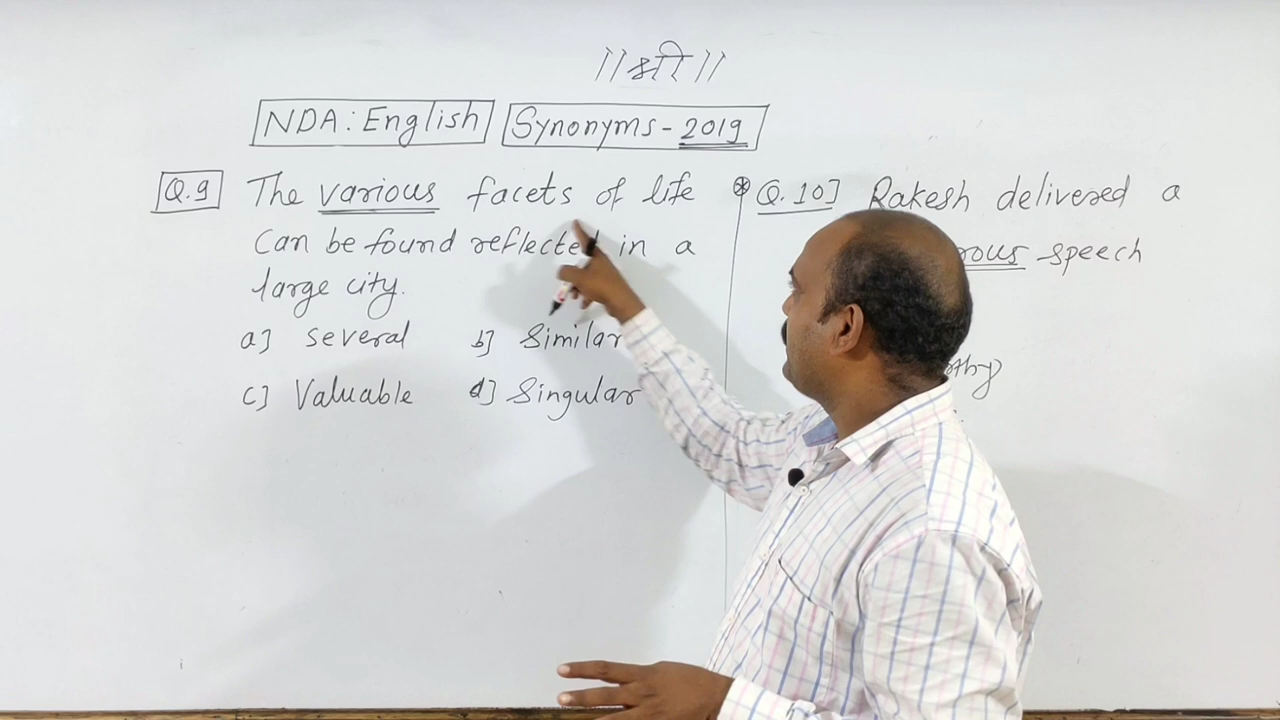 ||श्री||
NDA: English Synonyms-2019
Q.9 The various facets of life
can be found reflected in a
large city.
a] several b] Similar
c] Valuable d] Singular
Q.10] Rakesh delivered a
speech